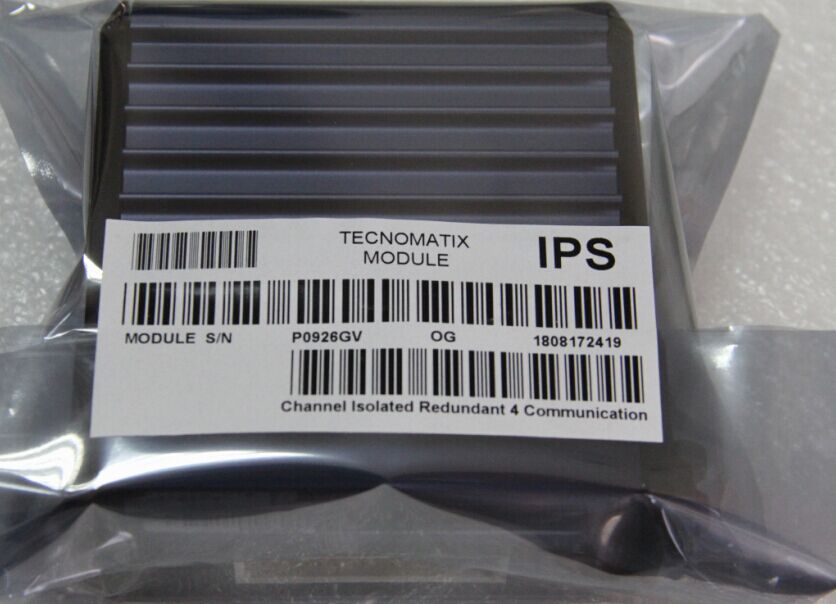 TECNOMATIX
MODULE
IPS
MODULE S/N P0926GV OG 1808172419
Channel Isolated Redundant 4 Communication